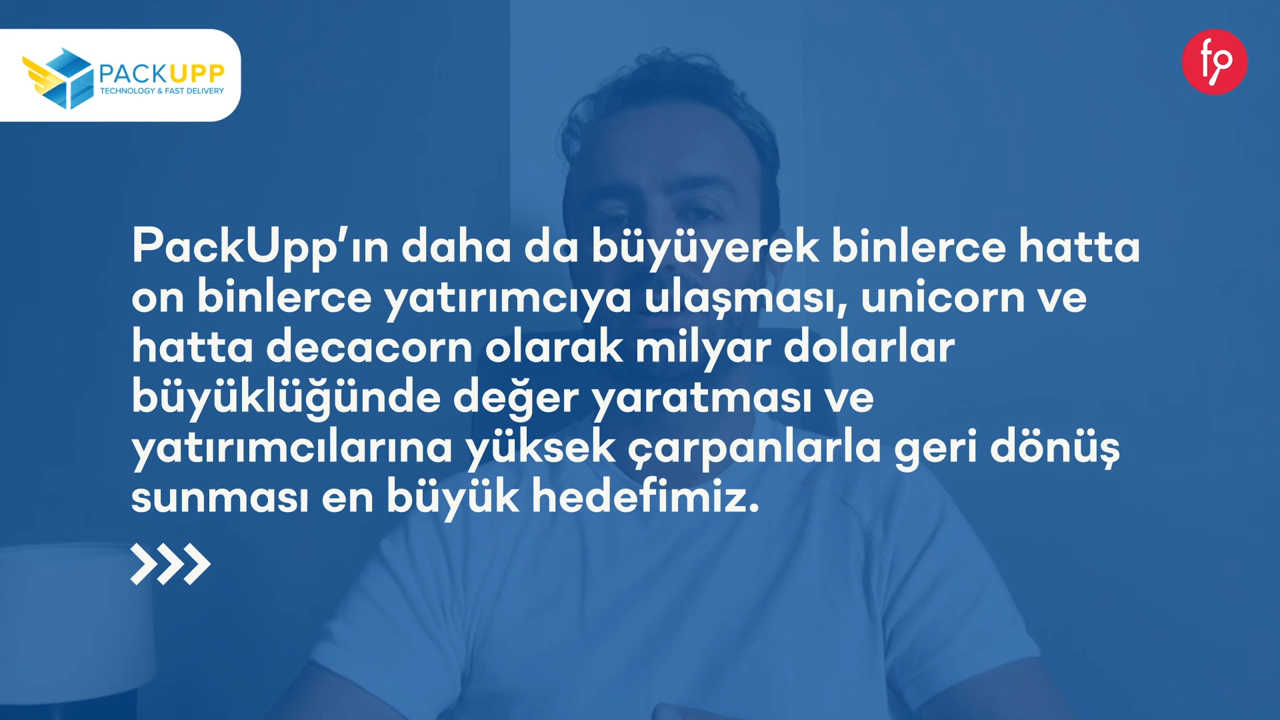 PACKUPP
TECHNOLOGY & FAST DELIVERY
fp
PackUpp’ın daha da büyüyerek binlerce hatta
on binlerce yatırımcıya ulaşması, unicorn ve
hatta decacorn olarak milyar dolarlar
büyüklüğünde değer yaratması ve
yatırımcılarına yüksek çarpanlarla geri dönüş
sunması en büyük hedefimiz.